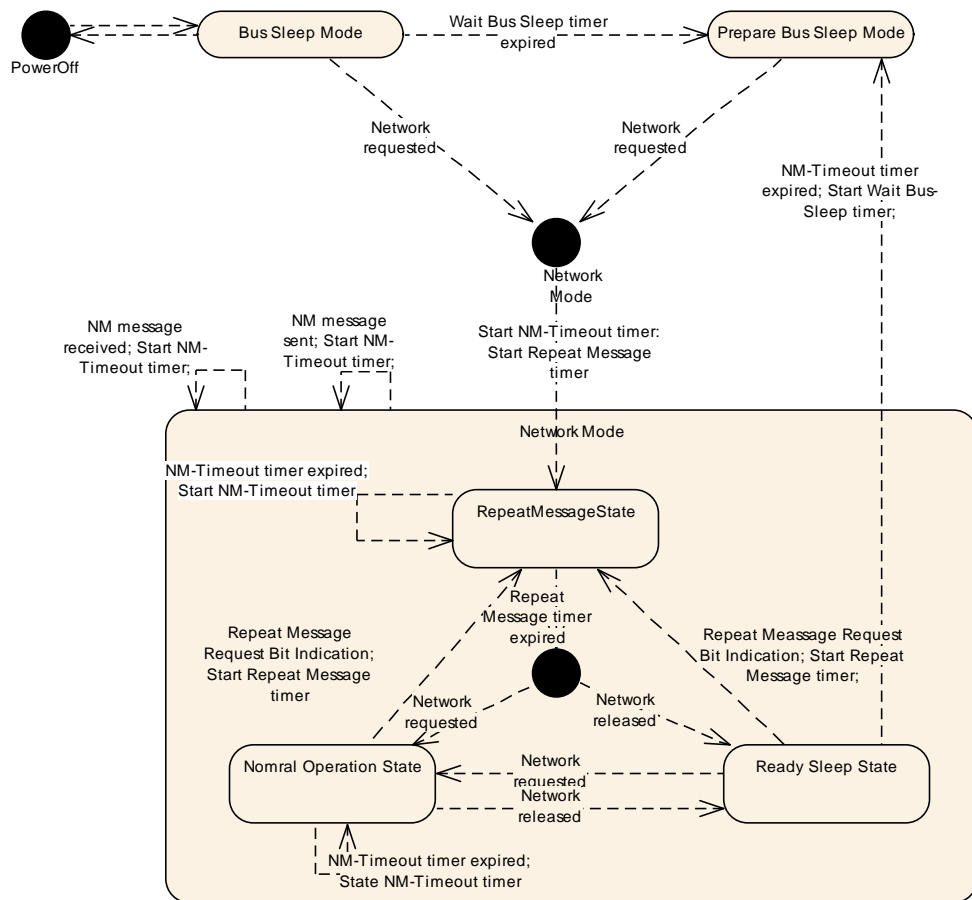 Bus Sleep Mode
Wait Bus Sleep timer
expired
Prepare Bus Sleep Mode
PowerOff
Network
requested
Network
requested
NM-Timeout timer
expired; Start Wait Bus-
Sleep timer;
Network
Mode
NM message
received; Start NM-
Timeout timer;
NM message
sent; Start NM-
Timeout timer;
Start NM-Timeout timer:
Start Repeat Message
timer
Network Mode
NM-Timeout timer expired;
Start NM-Timeout timer
RepeatMessageState
Repeat
Message timer
expired
Repeat Message
Request Bit Indication;
Start Repeat Message
timer
Repeat Meassage Request
Bit Indication; Start Repeat
Message timer;
Network
requested
Network
released
Nomral Operation State
Network
requested
Network
released
Ready Sleep State
NM-Timeout timer expired;
State NM-Timeout timer